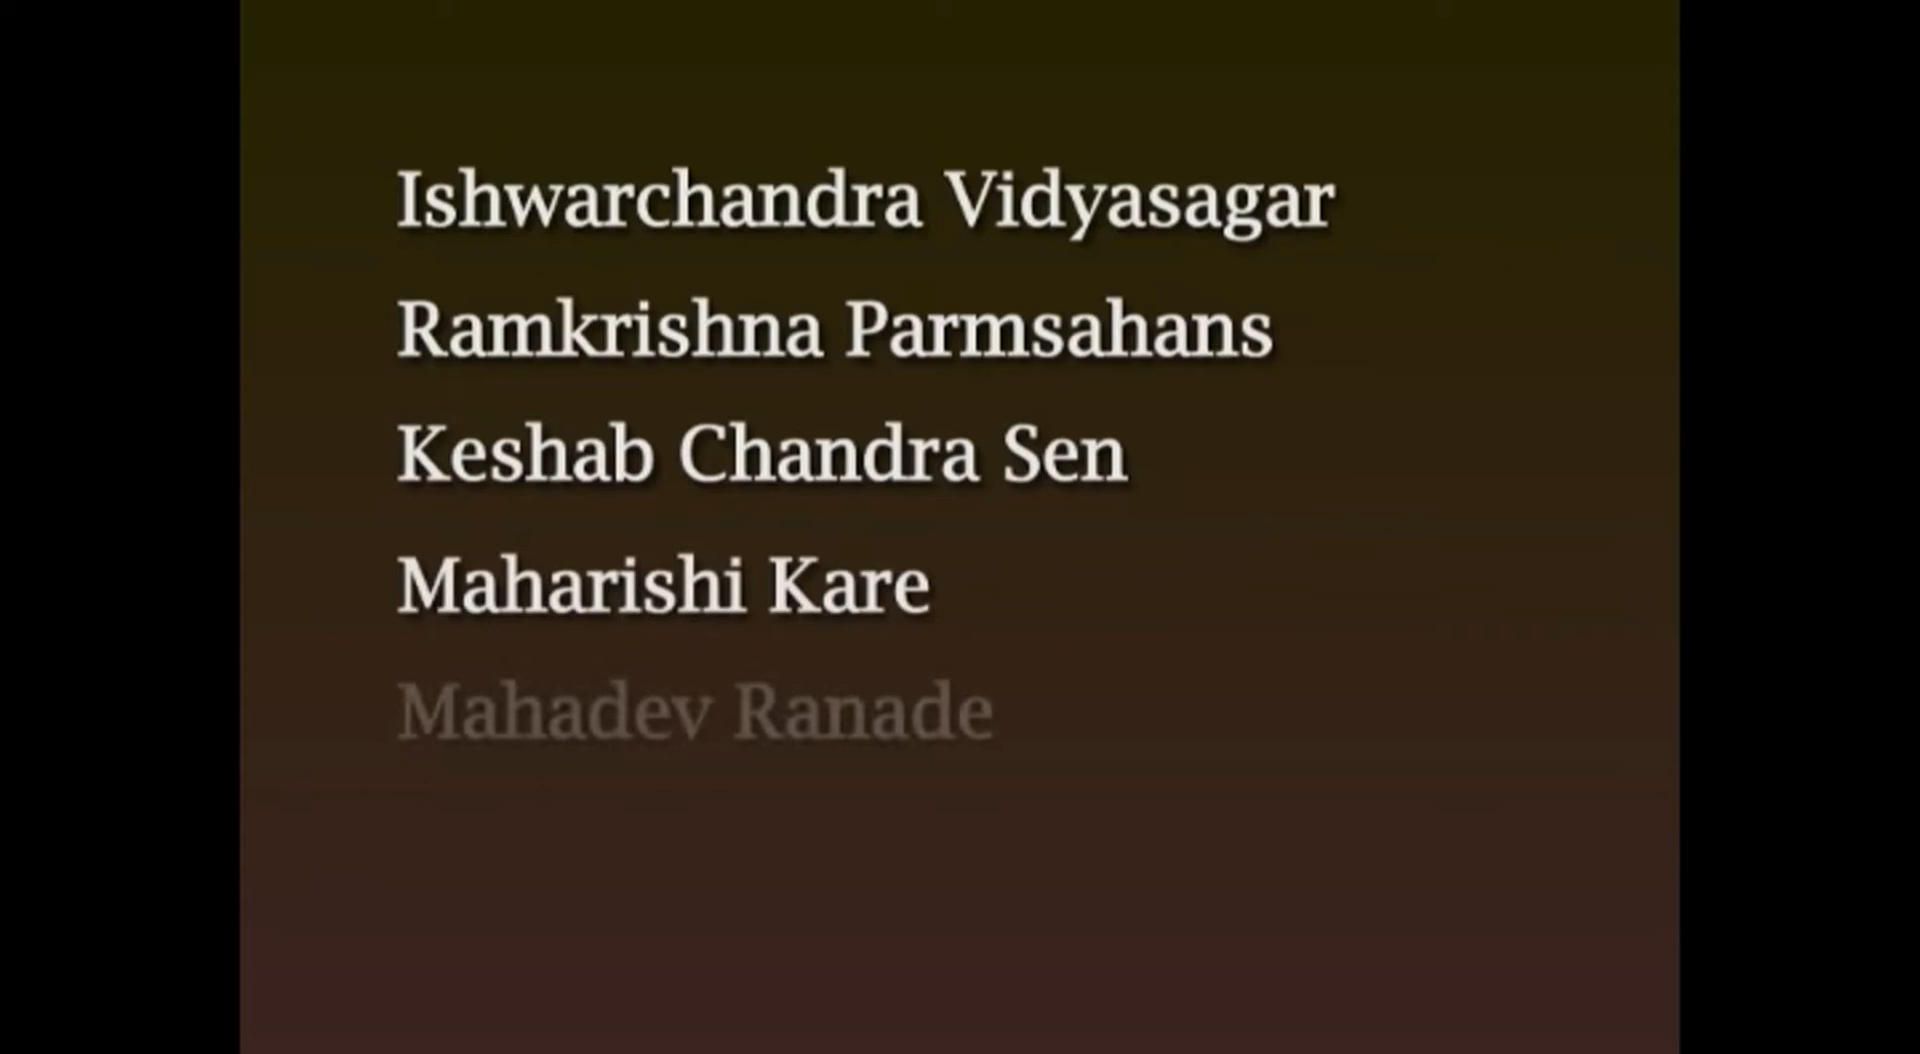 Ishwarchandra Vidyasagar
Ramkrishna Parmsahans
Keshab Chandra Sen
Maharishi Kare
Mahadev Ranade